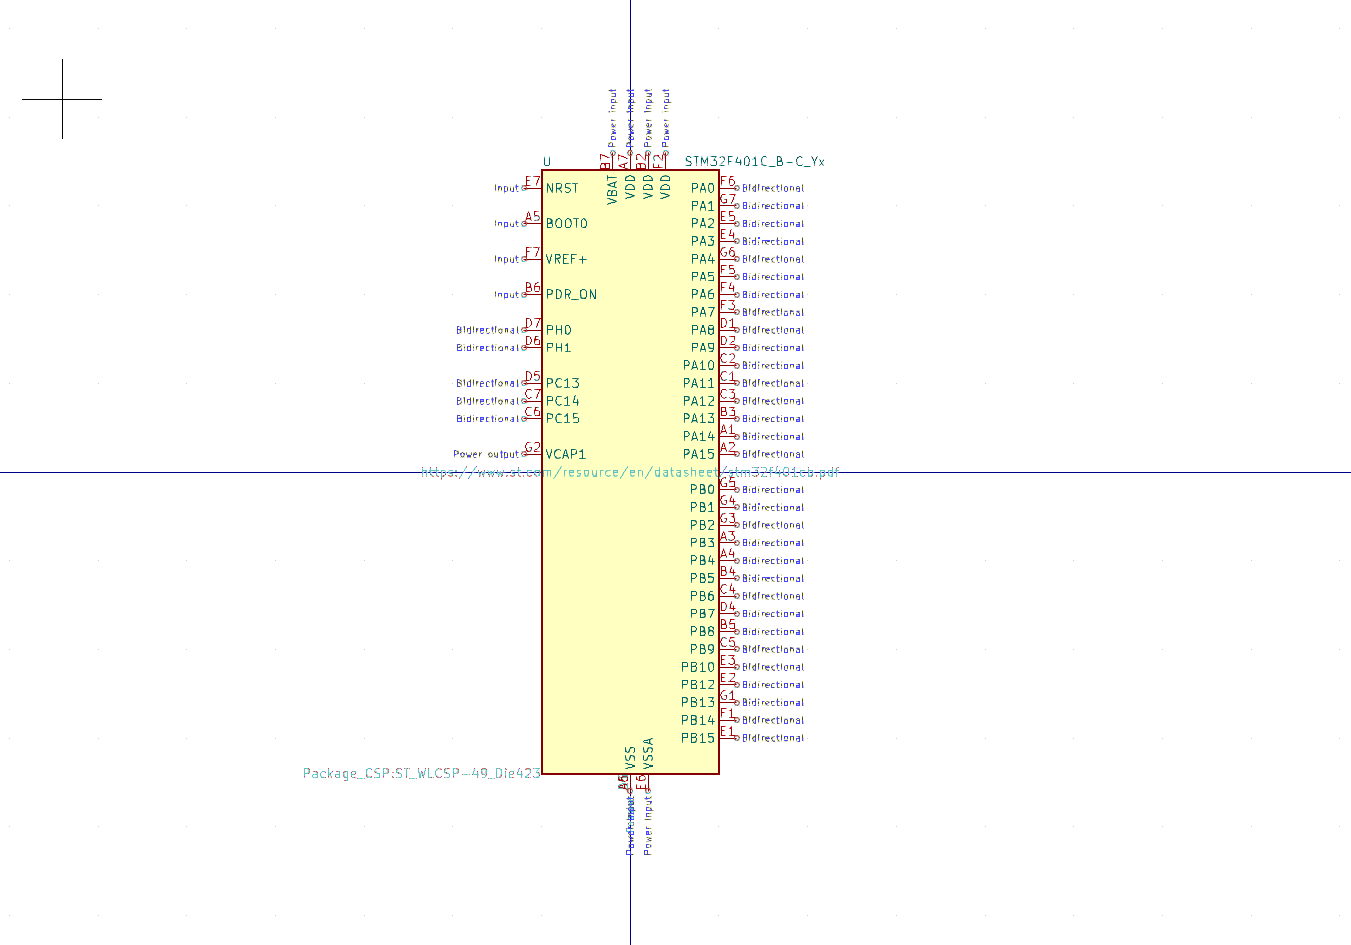 Power input
Power input
Power input
Power input
B7
A7
B2
F2
U
STM32F401C_B-C_Yx
VBAT
VDD
VDD
VDD
Input E7 NRST
PA0 F6 Bidirectional
PA1 G7 Bidirectional
Input A5 BOOT0
PA2 E5 Bidirectional
PA3 E4 Bidirectional
Input F7 VREF+
PA4 G6 Bidirectional
PA5 F5 Bidirectional
Input B6 PDR_ON
PA6 F4 Bidirectional
PA7 F3 Bidirectional
Bidirectional D7 PH0
PA8 D1 Bidirectional
Bidirectional D6 PH1
PA9 D2 Bidirectional
PA10 C2 Bidirectional
Bidirectional D5 PC13
PA11 C1 Bidirectional
Bidirectional C7 PC14
PA12 C3 Bidirectional
Bidirectional C6 PC15
PA13 B3 Bidirectional
PA14 A1 Bidirectional
Power output G2 VCAP1
PA15 A2 Bidirectional
https://www.st.com/resource/en/datasheet/stm32f401cb.pdf
PB0 G5 Bidirectional
PB1 G4 Bidirectional
PB2 G3 Bidirectional
PB3 A3 Bidirectional
PB4 A4 Bidirectional
PB5 B4 Bidirectional
PB6 C4 Bidirectional
PB7 D4 Bidirectional
PB8 B5 Bidirectional
PB9 C5 Bidirectional
PB10 E3 Bidirectional
PB12 E2 Bidirectional
PB13 G1 Bidirectional
PB14 F1 Bidirectional
PB15 E1 Bidirectional
VSS
VSSA
Package_CSP:ST_WLCSP-49_Die423
E6
Power input